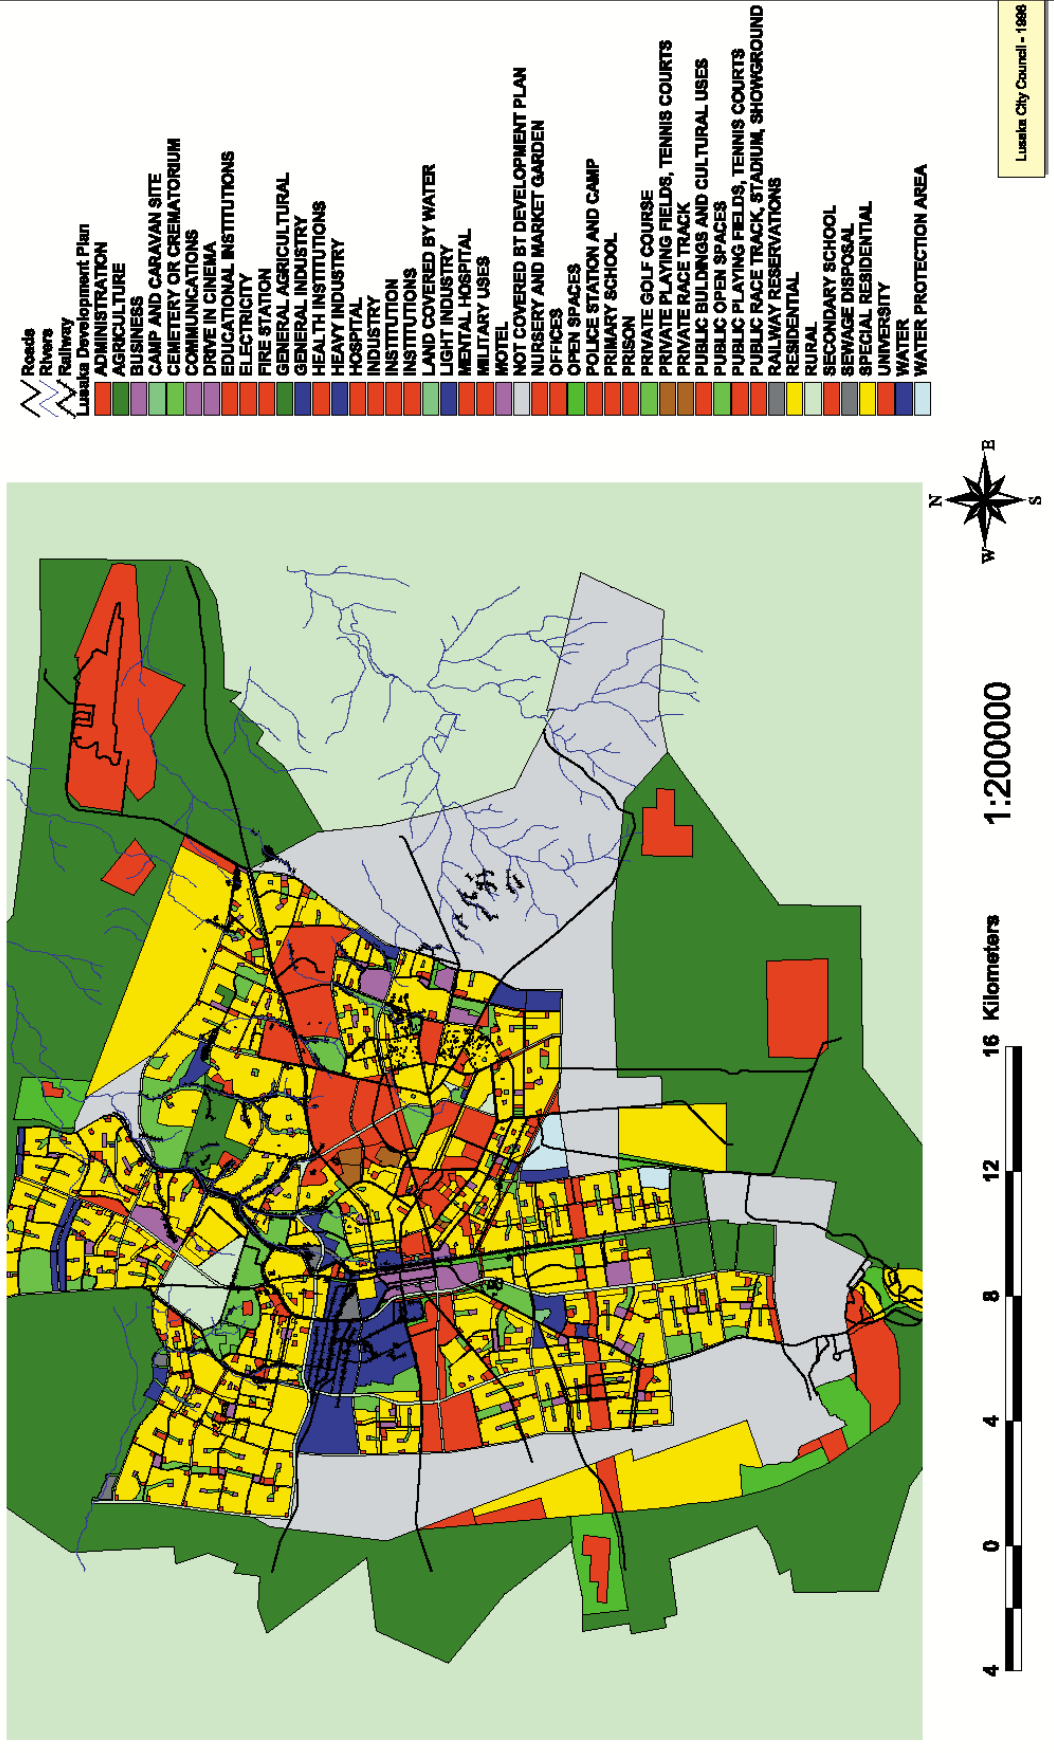 Roads
Rivers
Railway
Lusaka Development Plan
ADMINISTRATION
AGRICULTURE
BUSINESS
CAMP AND CARAVAN SITE
CEMETERY OR CREMATORIUM
COMMUNICATIONS
DRIVE IN CINEMA
EDUCATIONAL INSTITUTIONS
ELECTRICITY
FIRE STATION
GENERAL AGRICULTURAL
GENERAL INDUSTRY
HEALTH INSTITUTIONS
HEAVY INDUSTRY
HOSPITAL
INDUSTRY
INSTITUTION
INSTITUTIONS
LAND COVERED BY WATER
LIGHT INDUSTRY
MENTAL HOSPITAL
MILITARY USES
MOTEL
NOT COVERED BT DEVELOPMENT PLAN
NURSERY AND MARKET GARDEN
OFFICES
OPEN SPACES
POLICE STATION AND CAMP
PRIMARY SCHOOL
PRISON
PRIVATE GOLF COURSE
PRIVATE PLAYING FIELDS, TENNIS COURTS
PRIVATE RACE TRACK
PUBLIC BUILDINGS AND CULTURAL USES
PUBLIC OPEN SPACES
PUBLIC PLAYING FIELDS, TENNIS COURTS
PUBLIC RACE TRACK, STADIUM, SHOWGROUND
RAILWAY RESERVATIONS
RESIDENTIAL
RURAL
SECONDARY SCHOOL
SEWAGE DISPOSAL
SPECIAL RESIDENTIAL
UNIVERSITY
WATER
WATER PROTECTION AREA
Lusaka City Council - 1998
N
E
S
W
1:200000
4 0 4 8 12 16 Kilometers